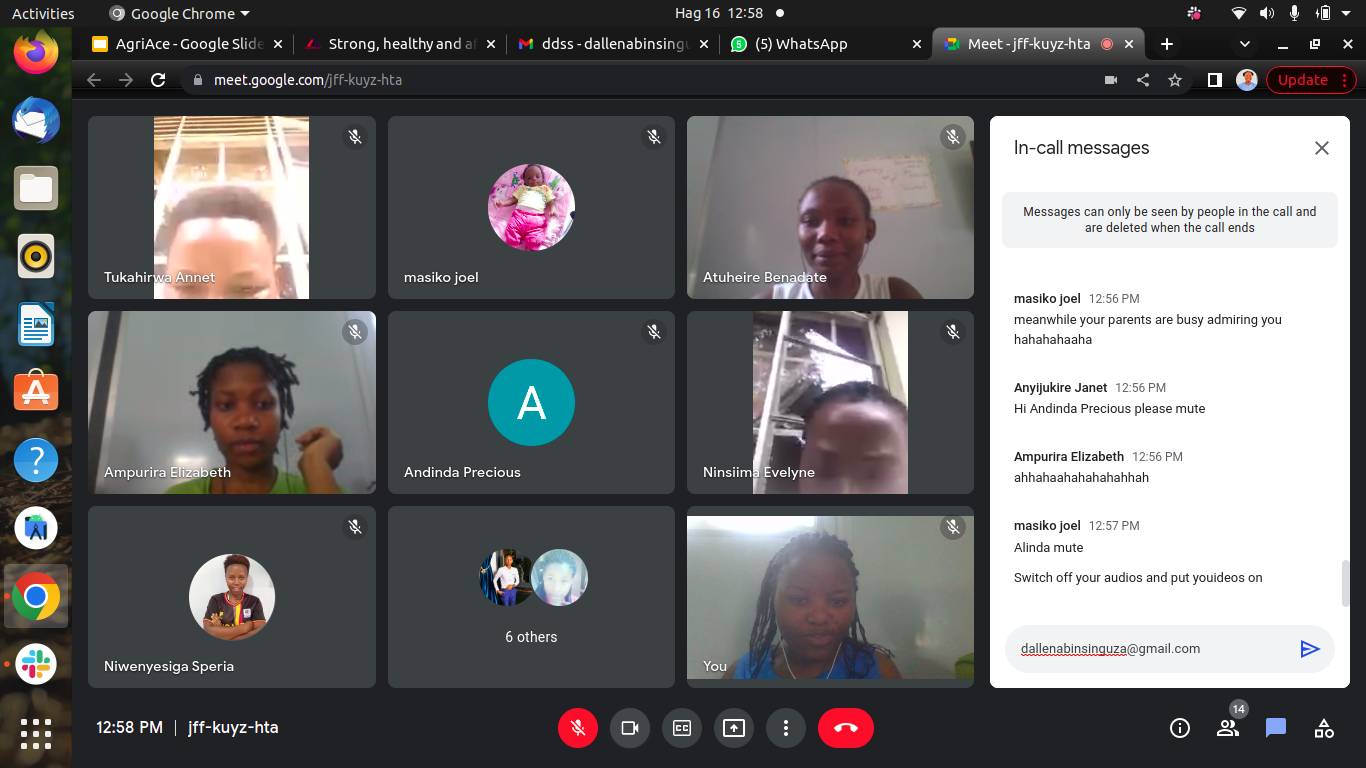 Activities
Google Chrome
Hag 16 12:58
AgriAce - Google Slide
Strong, healthy and a
ddss - dallenabinsingu
(5) WhatsApp
Meet - jff-kuyz-hta
meet.google.com/jff-kuyz-hta
Update
Tukahirwa Annet
masiko joel
Atuheire Benadate
Ampurira Elizabeth
A
Andinda Precious
Ninsiima Evelyne
Niwenyesiga Speria
6 others
You
In-call messages
Messages can only be seen by people in the call and
are deleted when the call ends
masiko joel 12:56 PM
meanwhile your parents are busy admiring you
hahahahaaha
Anyijukire Janet 12:56 PM
Hi Andinda Precious please mute
Ampurira Elizabeth 12:56 PM
ahhahaahahahahahhah
masiko joel 12:57 PM
Alinda mute
Switch off your audios and put youideos on
dallenabinsinguza@gmail.com
12:58 PM | jff-kuyz-hta
CC
14